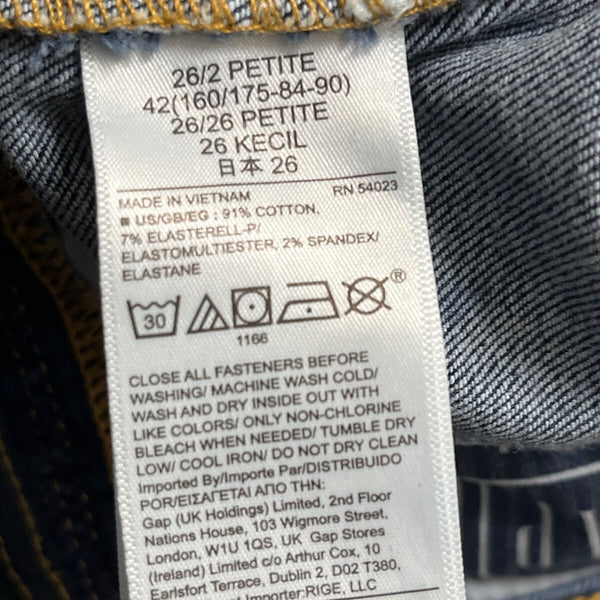 26/2 PETITE
42(160/175-84-90)
26/26 PETITE
26 KECIL
日本 26
MADE IN VIETNAM RN 54023
■ US/GB/EG : 91% COTTON,
7% ELASTERELL-P/
ELASTOMULTIESTER, 2% SPANDEX/
ELASTANE
30
®
1166
CLOSE ALL FASTENERS BEFORE
WASHING/ MACHINE WASH COLD/
WASH AND DRY INSIDE OUT WITH
LIKE COLORS/ ONLY NON-CHLORINE
BLEACH WHEN NEEDED/ TUMBLE DRY
LOW/ COOL IRON/ DO NOT DRY CLEAN
Imported By/Importe Par/DISTRIBUIDO
POR/ΕΙΣΑΓΕΤΑΙ ΑΠΟ ΤΗΝ:
Gap (UK Holdings) Limited, 2nd Floor
Nations House, 103 Wigmore Street,
London, W1U 1QS, UK Gap Stores
(Ireland) Limited c/o Arthur Cox, 10
Earlsfort Terrace, Dublin 2, D02 T380,
Importer: RIGE, LLC